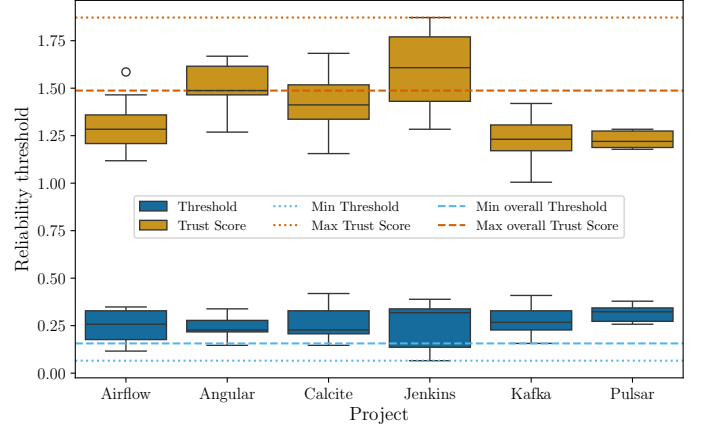 Reliability threshold
1.75
1.50
1.25
1.00
0.75
0.50
0.25
0.00
Threshold
Trust Score
Min Threshold
Max Trust Score
Min overall Threshold
Max overall Trust Score
Airflow
Angular
Calcite
Jenkins
Kafka
Pulsar
Project